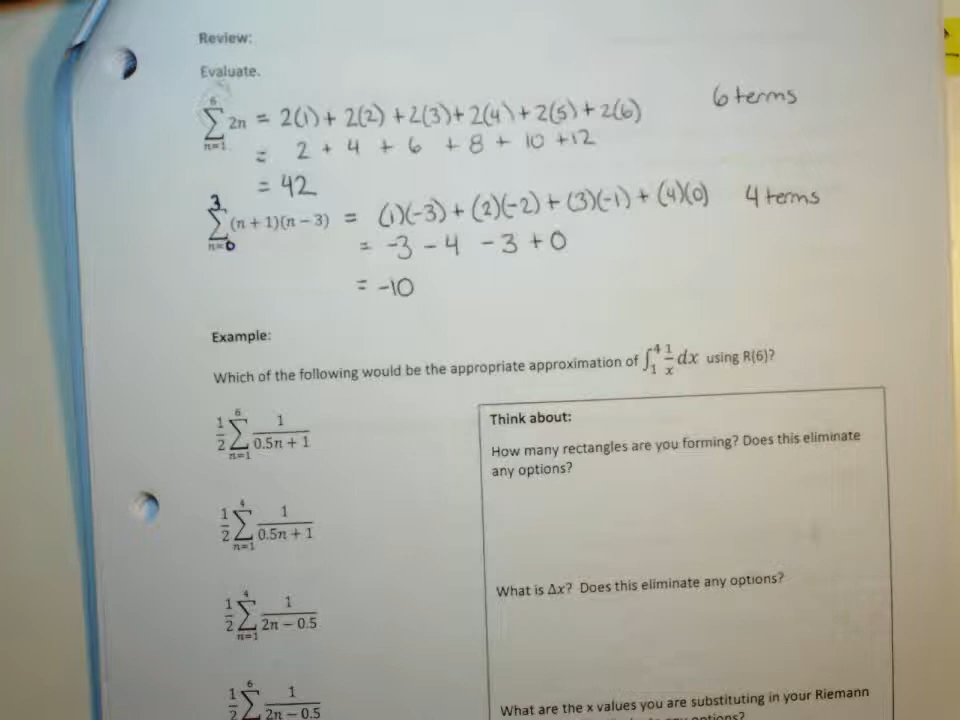 Review:
Evaluate.
6
∑ 2n = 2(1) + 2(2) + 2(3) + 2(4) + 2(5) + 2(6) 6 terms
n=1
= 2 + 4 + 6 + 8 + 10 + 12
= 42
3
∑ (n + 1)(n − 3) = (1)(-3) + (2)(-2) + (3)(-1) + (4)(0) 4 terms
n=0
= -3 - 4 - 3 + 0
= -10
Example:
Which of the following would be the appropriate approximation of ∫₁⁴ 1/x dx using R(6)?
1/2 ∑_{n=1}^{6} 1/(0.5n + 1)
1/2 ∑_{n=1}^{4} 1/(0.5n + 1)
1/2 ∑_{n=1}^{4} 1/(2n − 0.5)
1/2 ∑^{6} 1/(2n − 0.5)
Think about:
How many rectangles are you forming? Does this eliminate
any options?
What is Δx? Does this eliminate any options?
What are the x values you are substituting in your Riemann
any options?